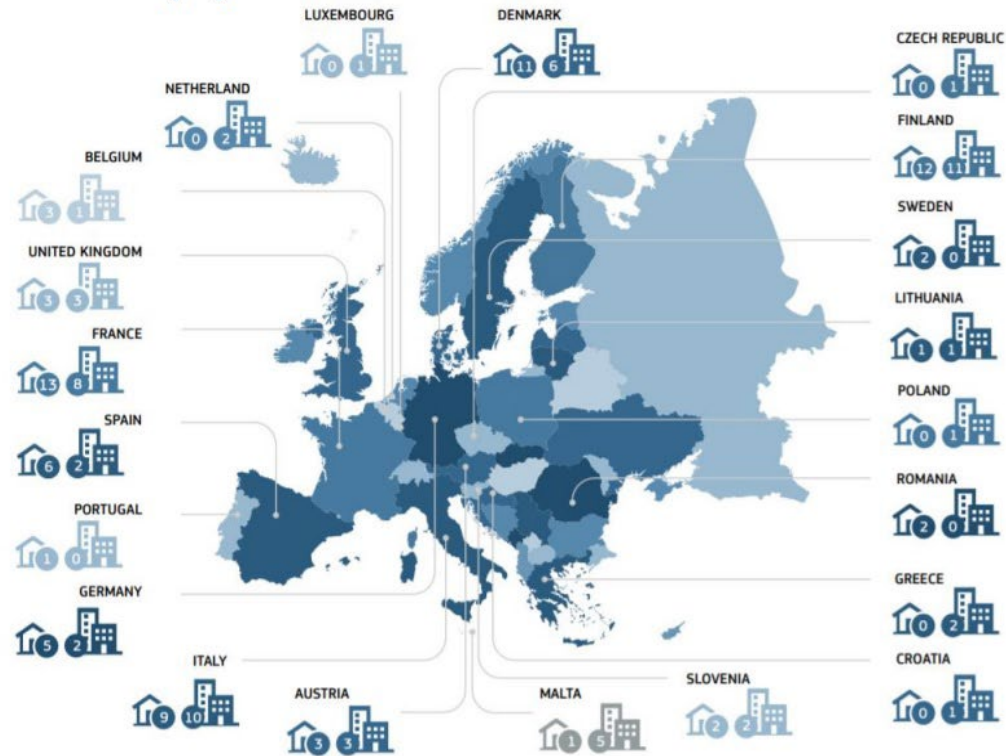 LUXEMBOURG
0 1
DENMARK
11 6
CZECH REPUBLIC
0 1
NETHERLAND
0 2
FINLAND
12 11
BELGIUM
3 1
SWEDEN
2 0
UNITED KINGDOM
3 3
LITHUANIA
1 1
FRANCE
13 8
POLAND
0 1
SPAIN
6 2
ROMANIA
2 0
PORTUGAL
1 0
GREECE
0 2
GERMANY
5 2
CROATIA
0 1
ITALY
9 10
AUSTRIA
3 3
MALTA
1 5
SLOVENIA
2 2